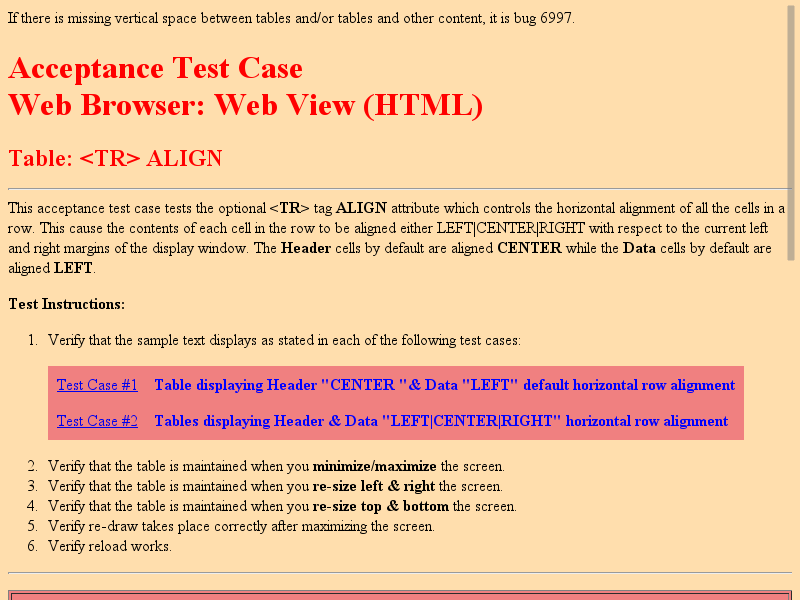 If there is missing vertical space between tables and/or tables and other content, it is bug 6997.
Acceptance Test Case
Web Browser: Web View (HTML)
Table: <TR> ALIGN
This acceptance test case tests the optional <TR> tag ALIGN attribute which controls the horizontal alignment of all the cells in a
row. This cause the contents of each cell in the row to be aligned either LEFT|CENTER|RIGHT with respect to the current left
and right margins of the display window. The Header cells by default are aligned CENTER while the Data cells by default are
aligned LEFT.
Test Instructions:
1. Verify that the sample text displays as stated in each of the following test cases:
Test Case #1 Table displaying Header "CENTER "& Data "LEFT" default horizontal row alignment
Test Case #2 Tables displaying Header & Data "LEFT|CENTER|RIGHT" horizontal row alignment
2. Verify that the table is maintained when you minimize/maximize the screen.
3. Verify that the table is maintained when you re-size left & right the screen.
4. Verify that the table is maintained when you re-size top & bottom the screen.
5. Verify re-draw takes place correctly after maximizing the screen.
6. Verify reload works.